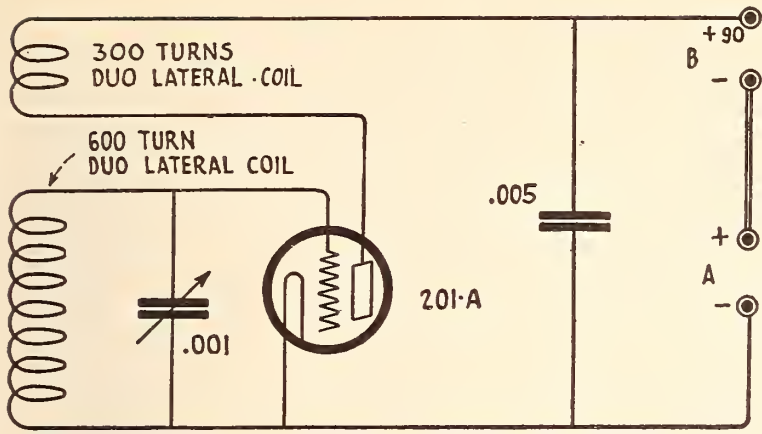 300 TURNS
DUO LATERAL · COIL
600 TURN
DUO LATERAL COIL
.001
201-A
.005
+90
B
-
+
A
-